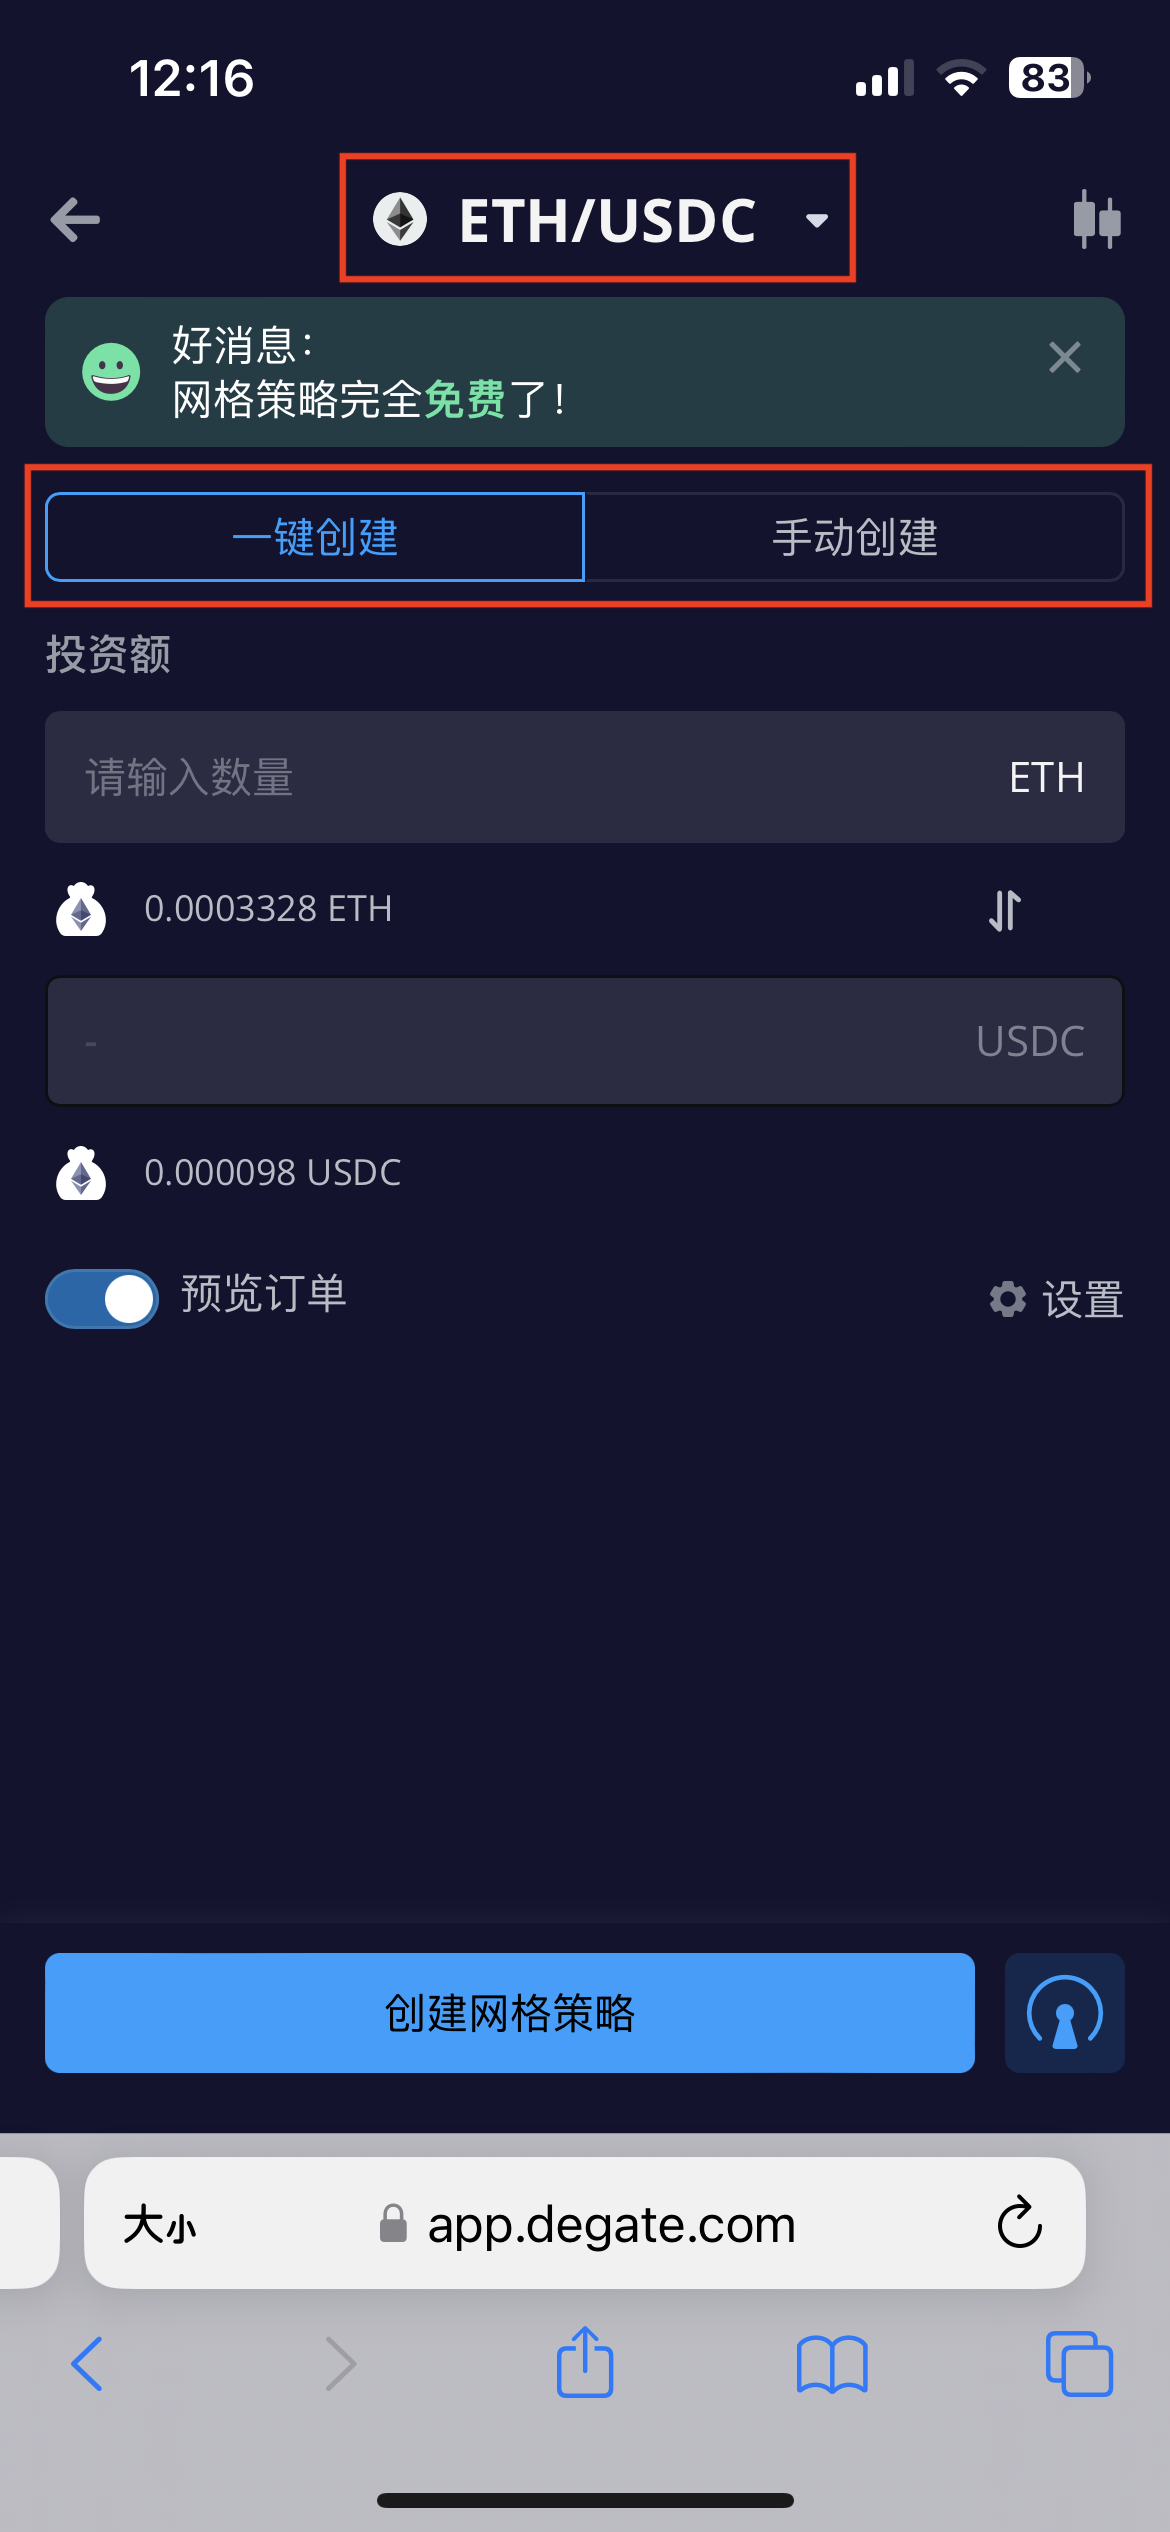 12:16
83
ETH/USDC
好消息：
网格策略完全免费了！
一键创建
手动创建
投资额
请输入数量
ETH
0.0003328 ETH
-
USDC
0.000098 USDC
预览订单
设置
创建网格策略
大小
app.degate.com